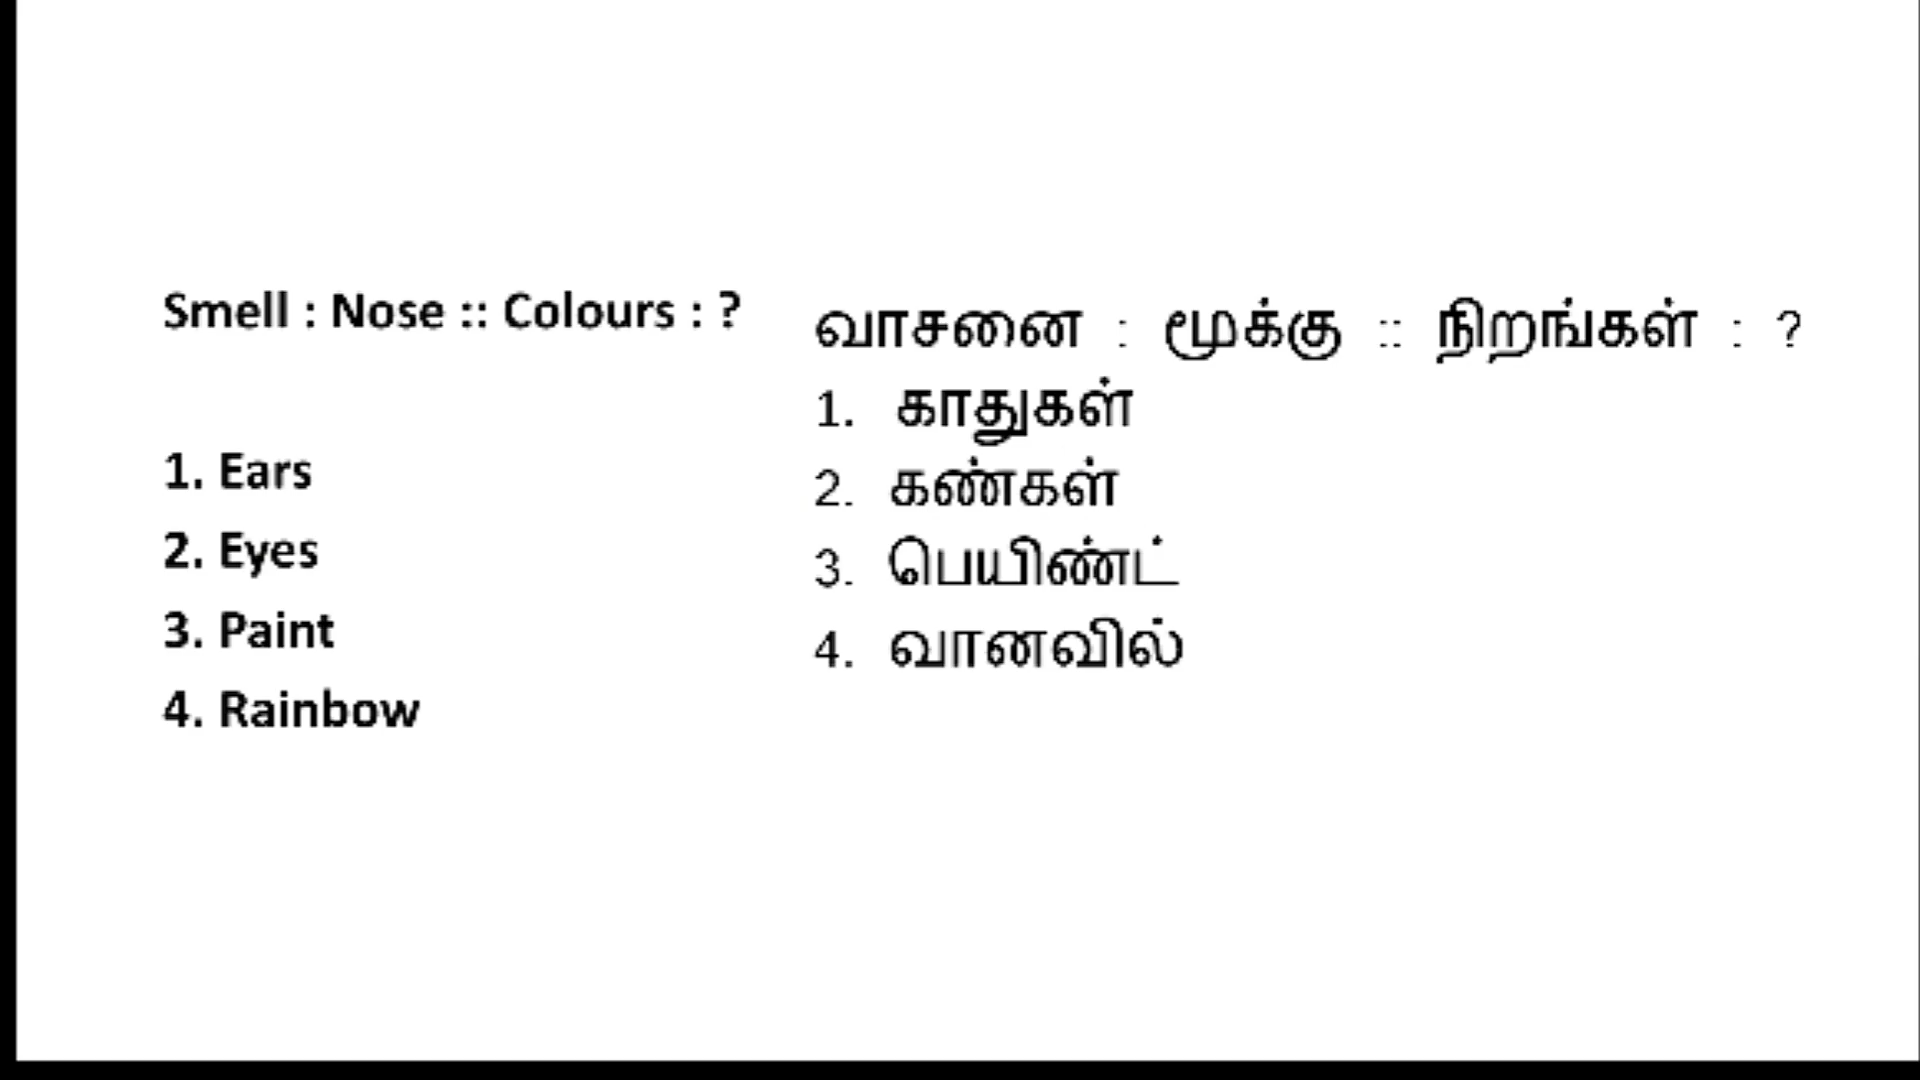 Smell : Nose :: Colours : ?
1. Ears
2. Eyes
3. Paint
4. Rainbow
வாசனை : மூக்கு :: நிறங்கள் : ?
1. காதுகள்
2. கண்கள்
3. பெயிண்ட்
4. வானவில்